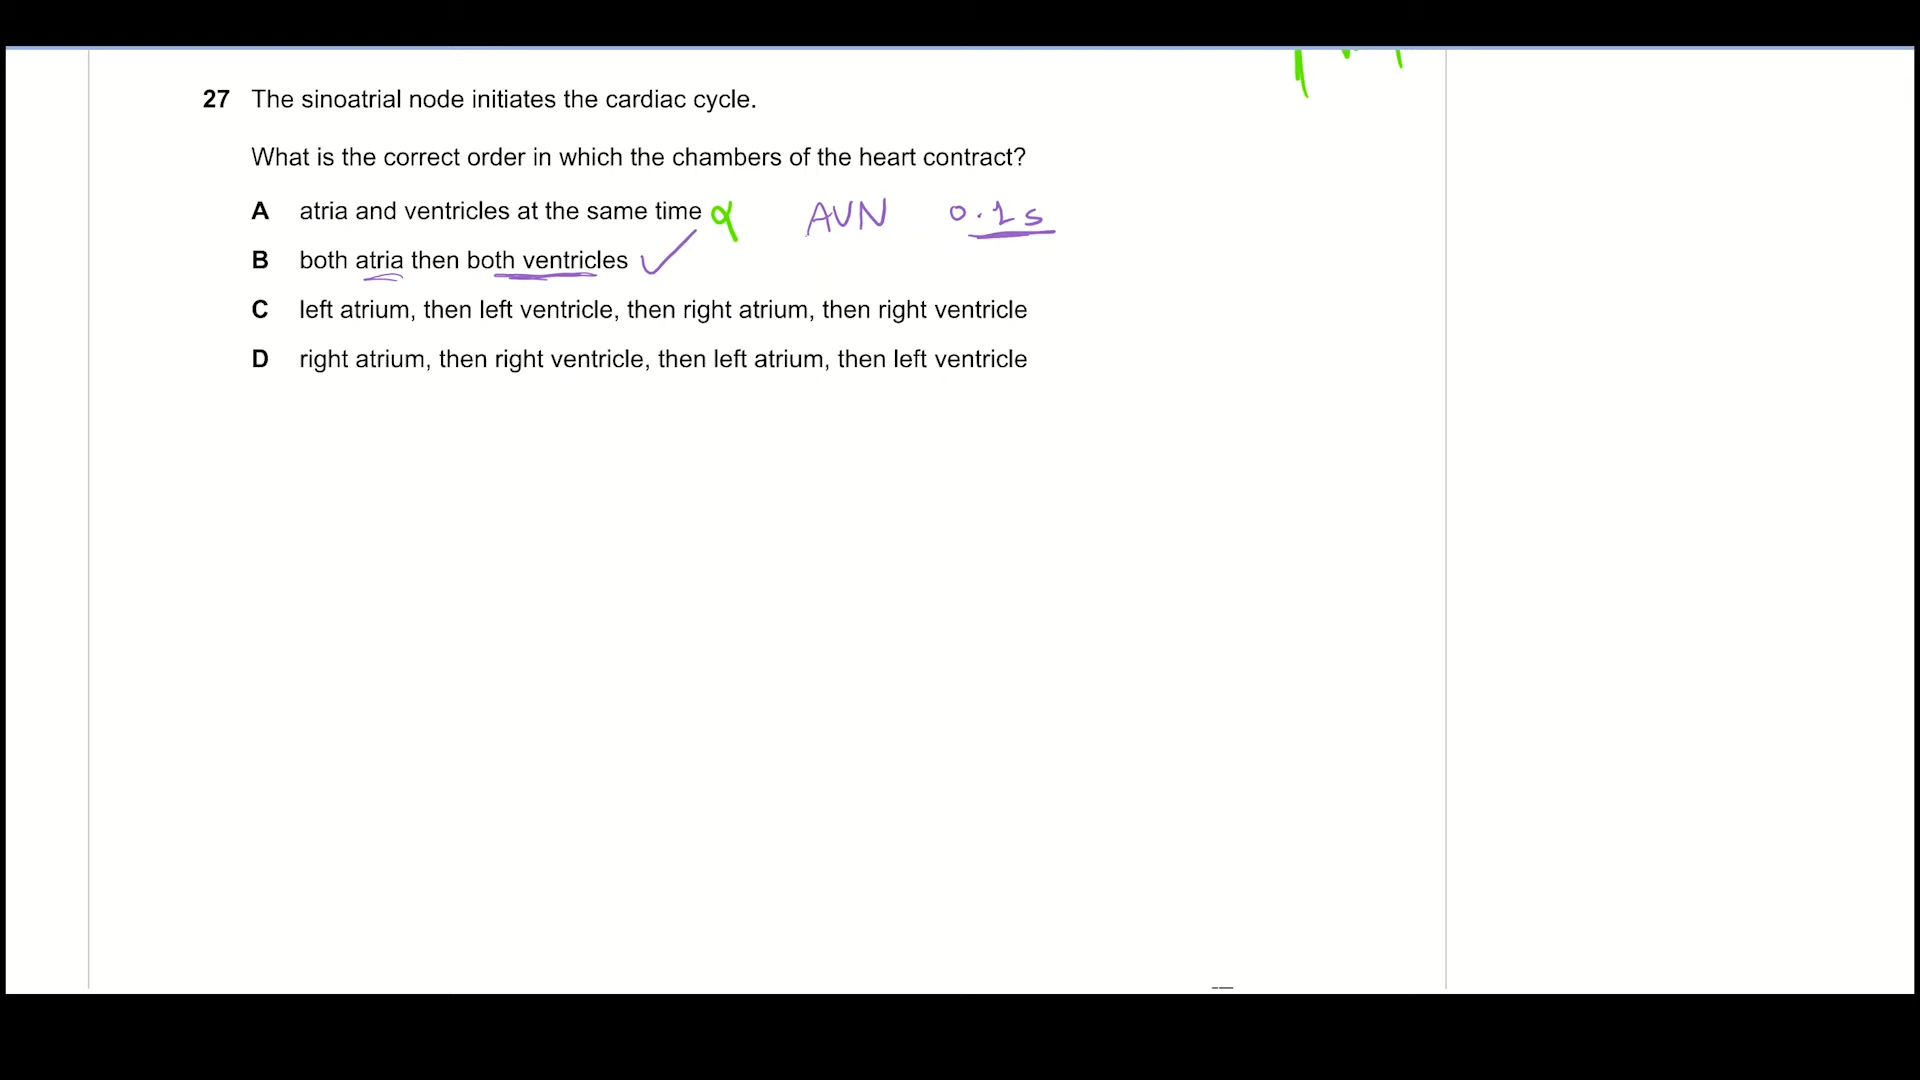 27 The sinoatrial node initiates the cardiac cycle.
What is the correct order in which the chambers of the heart contract?
A atria and ventricles at the same time AVN 0.1s
B both atria then both ventricles
C left atrium, then left ventricle, then right atrium, then right ventricle
D right atrium, then right ventricle, then left atrium, then left ventricle